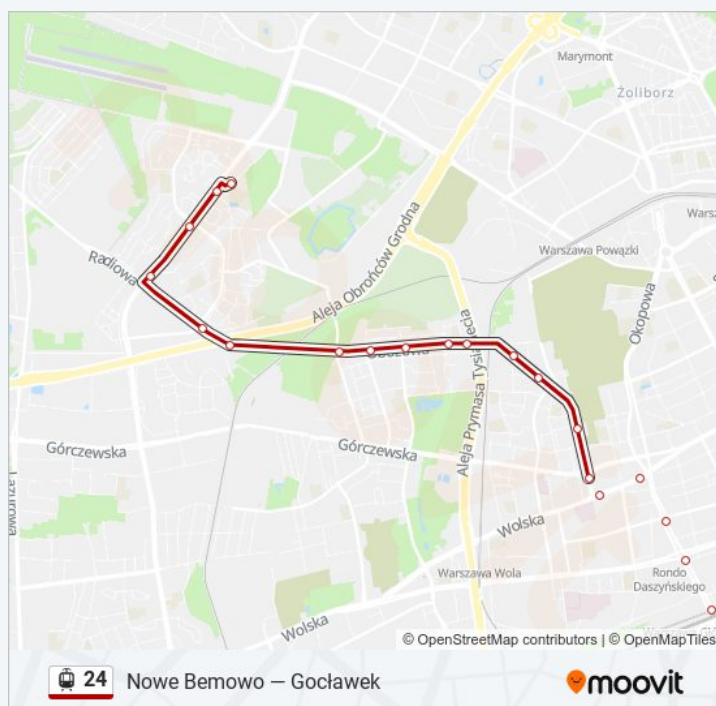 Marymont
Żoliborz
Aleja Obrońców Grodna
Warszawa Powązki
Radiowa
Okopowa
Aleja Prymasa Tysiąclecia
Górczewska
Górczewska
Wolska
Warszawa Wola
Rondo
Daszyńskiego
Wolska
© OpenStreetMap contributors | © OpenMapTiles
24 Nowe Bemowo — Gocławek
moovit